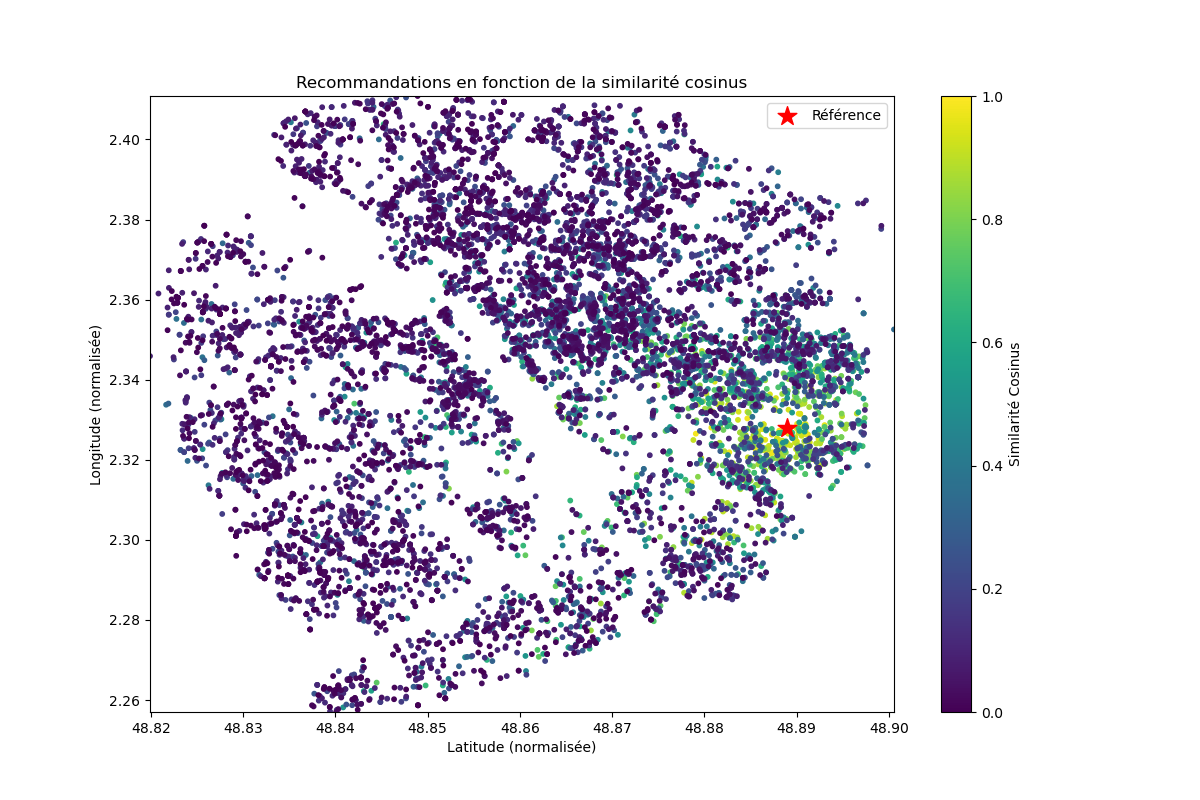 Recommandations en fonction de la similarité cosinus
Référence
2.40
2.38
2.36
2.34
2.32
2.30
2.28
2.26
Longitude (normalisée)
48.82 48.83 48.84 48.85 48.86 48.87 48.88 48.89 48.90
Latitude (normalisée)
1.0
0.8
0.6
0.4
0.2
0.0
Similarité Cosinus